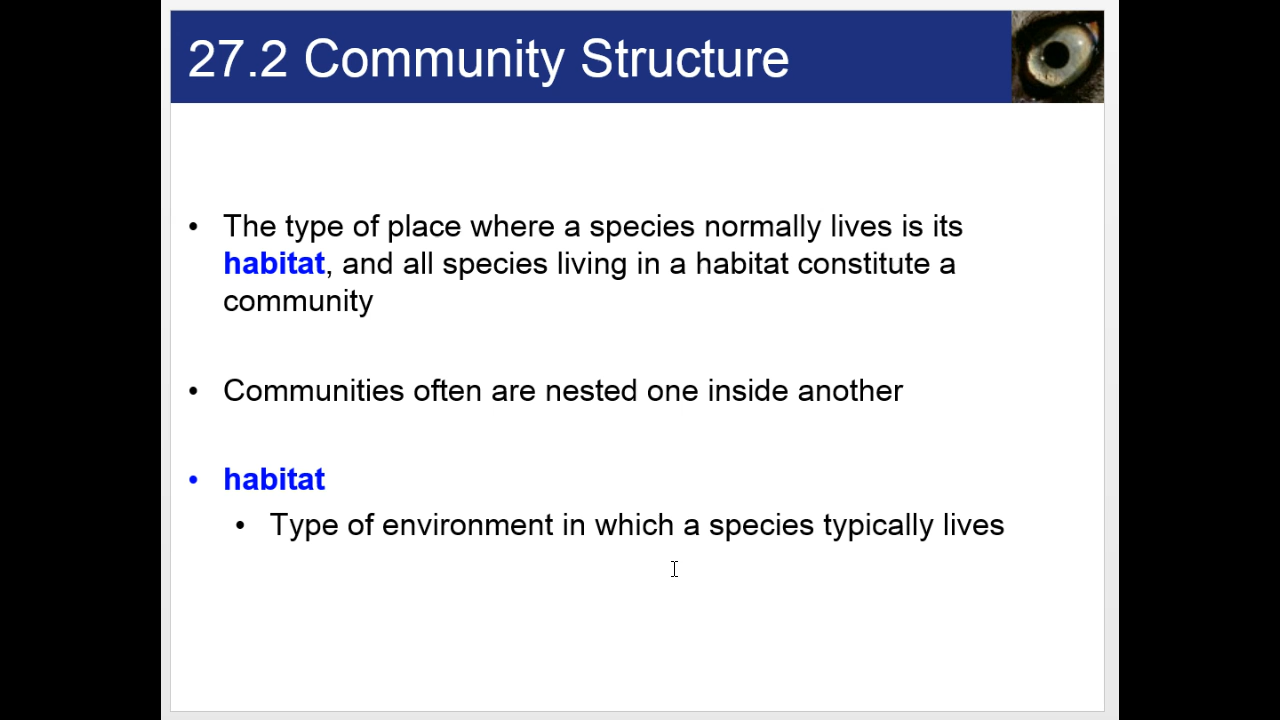 27.2 Community Structure
• The type of place where a species normally lives is its
habitat, and all species living in a habitat constitute a
community
• Communities often are nested one inside another
• habitat
• Type of environment in which a species typically lives